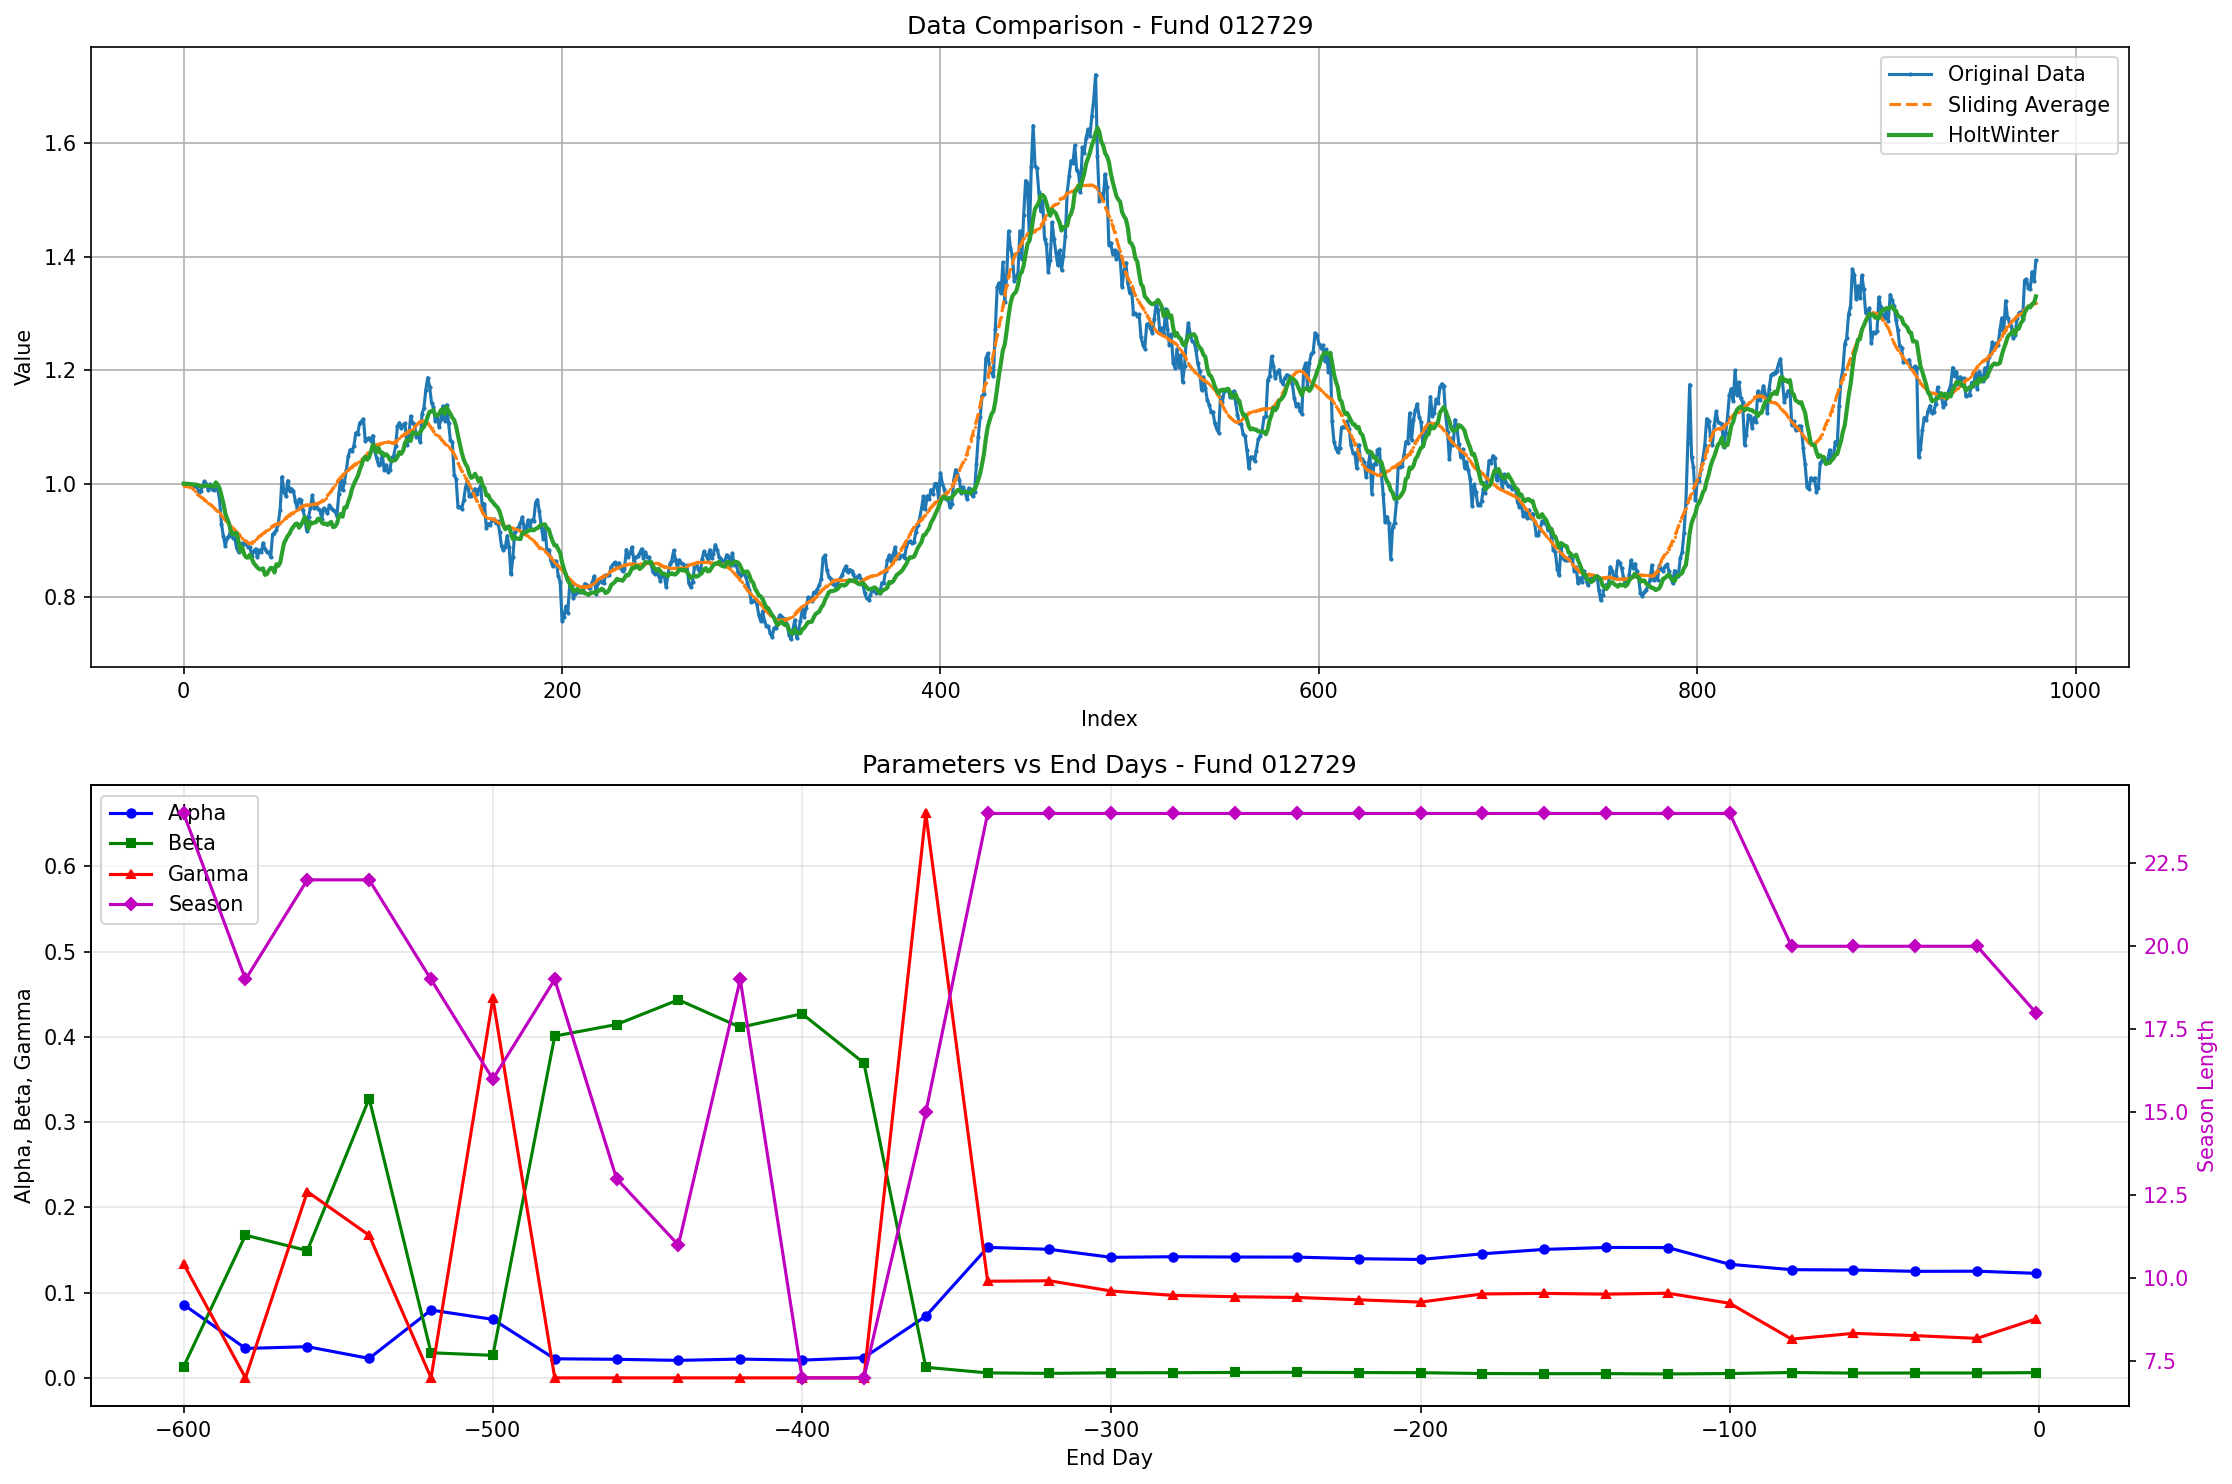 Data Comparison - Fund 012729
Original Data
Sliding Average
HoltWinter
Value
1.6
1.4
1.2
1.0
0.8
0 200 400 600 800 1000
Index
Parameters vs End Days - Fund 012729
Alpha
Beta
Gamma
Season
Alpha, Beta, Gamma
0.6
0.5
0.4
0.3
0.2
0.1
0.0
22.5
20.0
17.5
15.0
12.5
10.0
7.5
Season Length
−600 −500 −400 −300 −200 −100 0
End Day